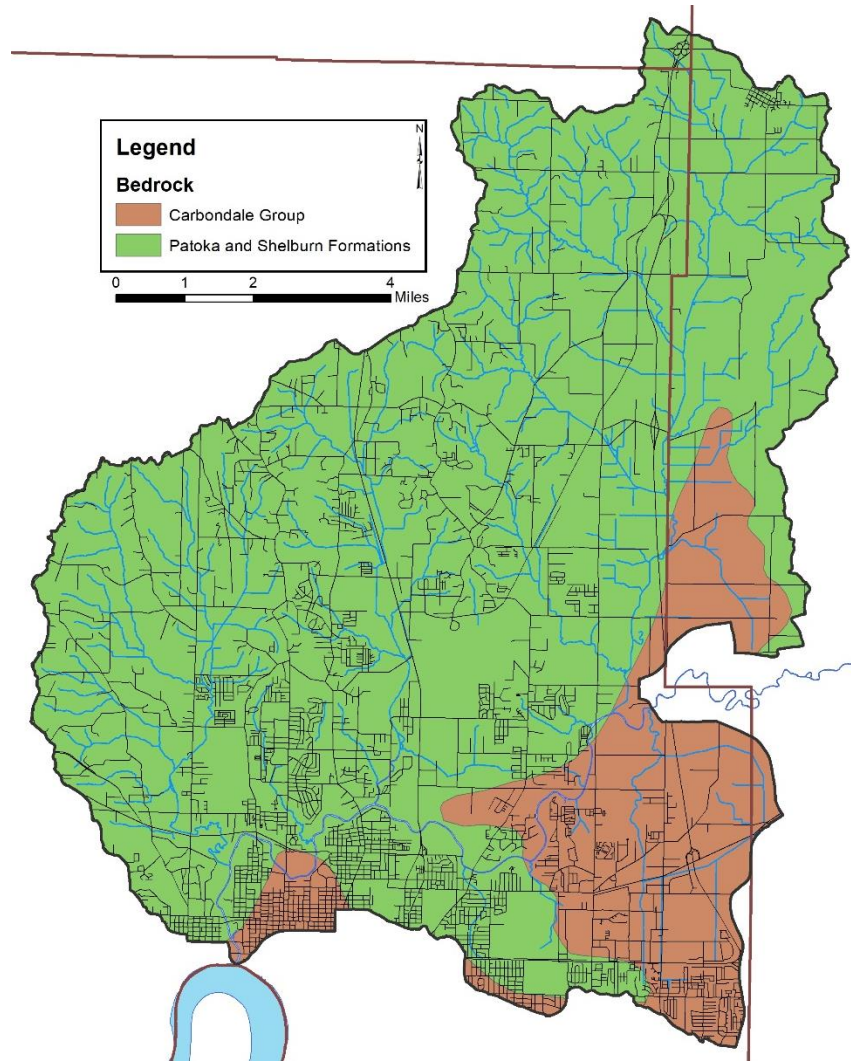 N
Legend
Bedrock
Carbondale Group
Patoka and Shelburn Formations
0 1 2 4
Miles